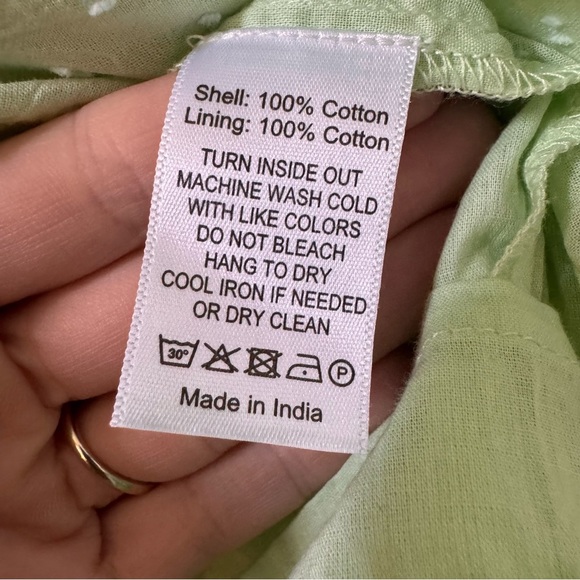 Shell: 100% Cotton
Lining: 100% Cotton
TURN INSIDE OUT
MACHINE WASH COLD
WITH LIKE COLORS
DO NOT BLEACH
HANG TO DRY
COOL IRON IF NEEDED
OR DRY CLEAN
30° P
Made in India